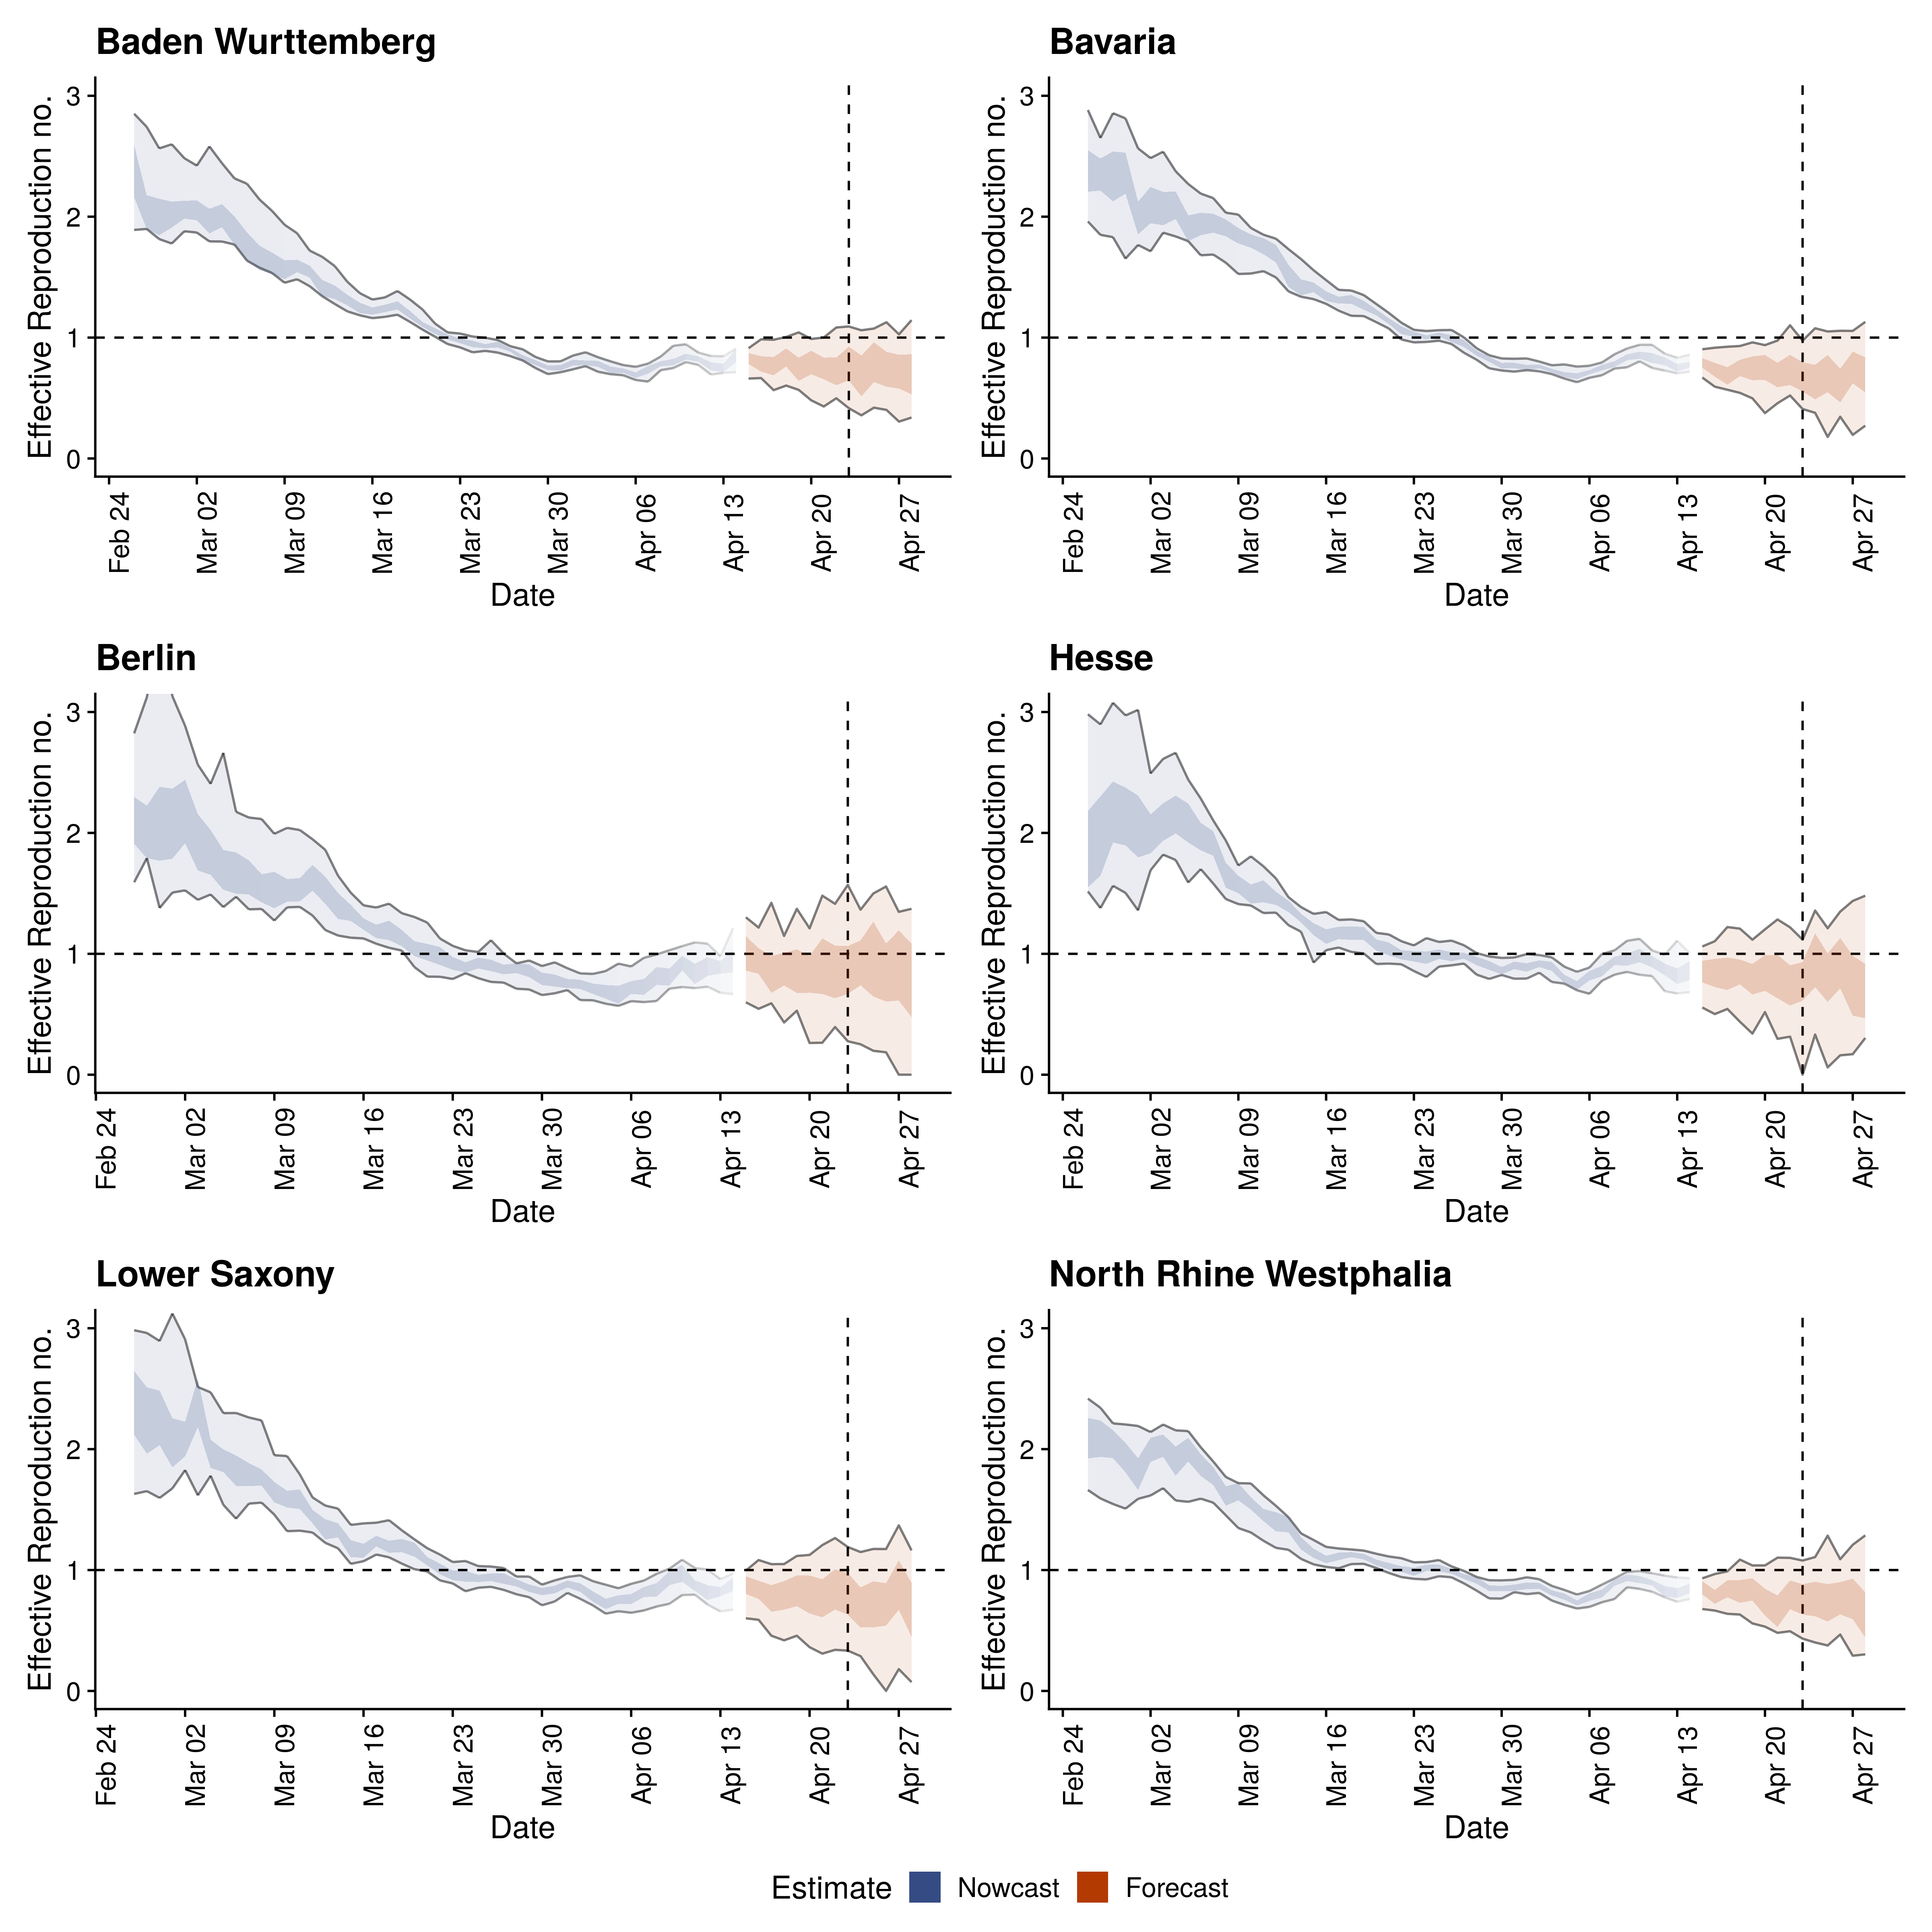 Baden Wurttemberg
Effective Reproduction no.
3
2
1
0
Feb 24 Mar 02 Mar 09 Mar 16 Mar 23 Mar 30 Apr 06 Apr 13 Apr 20 Apr 27
Date
Bavaria
Effective Reproduction no.
3
2
1
0
Feb 24 Mar 02 Mar 09 Mar 16 Mar 23 Mar 30 Apr 06 Apr 13 Apr 20 Apr 27
Date
Berlin
Effective Reproduction no.
3
2
1
0
Feb 24 Mar 02 Mar 09 Mar 16 Mar 23 Mar 30 Apr 06 Apr 13 Apr 20 Apr 27
Date
Hesse
Effective Reproduction no.
3
2
1
0
Feb 24 Mar 02 Mar 09 Mar 16 Mar 23 Mar 30 Apr 06 Apr 13 Apr 20 Apr 27
Date
Lower Saxony
Effective Reproduction no.
3
2
1
0
Feb 24 Mar 02 Mar 09 Mar 16 Mar 23 Mar 30 Apr 06 Apr 13 Apr 20 Apr 27
Date
North Rhine Westphalia
Effective Reproduction no.
3
2
1
0
Feb 24 Mar 02 Mar 09 Mar 16 Mar 23 Mar 30 Apr 06 Apr 13 Apr 20 Apr 27
Date
Estimate Nowcast Forecast